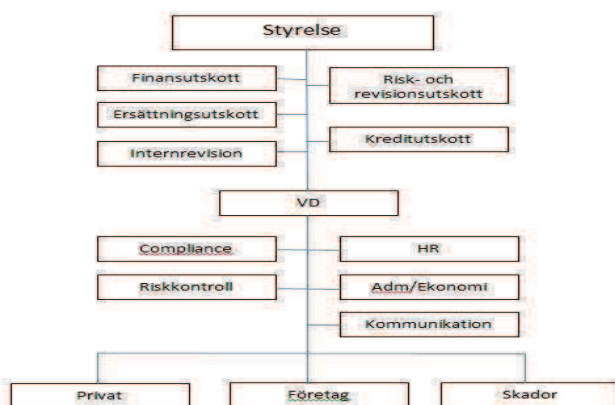 Styrelse
Finansutskott
Risk- och
revisionsutskott
Ersättningsutskott
Kreditutskott
Internrevision
VD
Compliance
HR
Riskkontroll
Adm/Ekonomi
Kommunikation
Privat
Företag
Skador